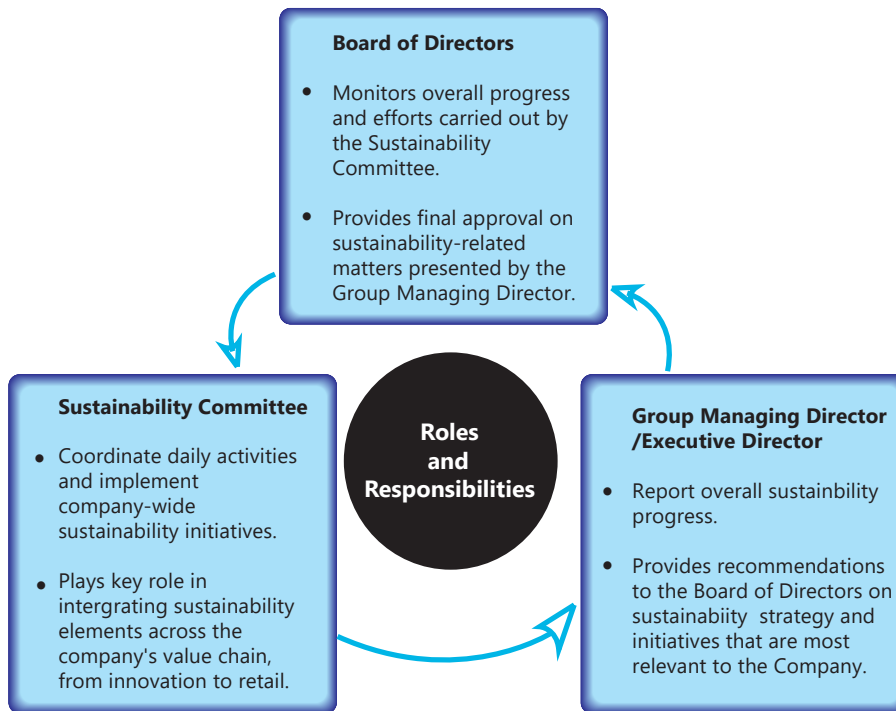 Board of Directors
• Monitors overall progress
and efforts carried out by
the Sustainability
Committee.
• Provides final approval on
sustainability-related
matters presented by the
Group Managing Director.
Sustainability Committee
• Coordinate daily activities
and implement
company-wide
sustainability initiatives.
• Plays key role in
intergrating sustainability
elements across the
company's value chain,
from innovation to retail.
Roles
and
Responsibilities
Group Managing Director
/Executive Director
• Report overall sustainbility
progress.
• Provides recommendations
to the Board of Directors on
sustainabiity strategy and
initiatives that are most
relevant to the Company.